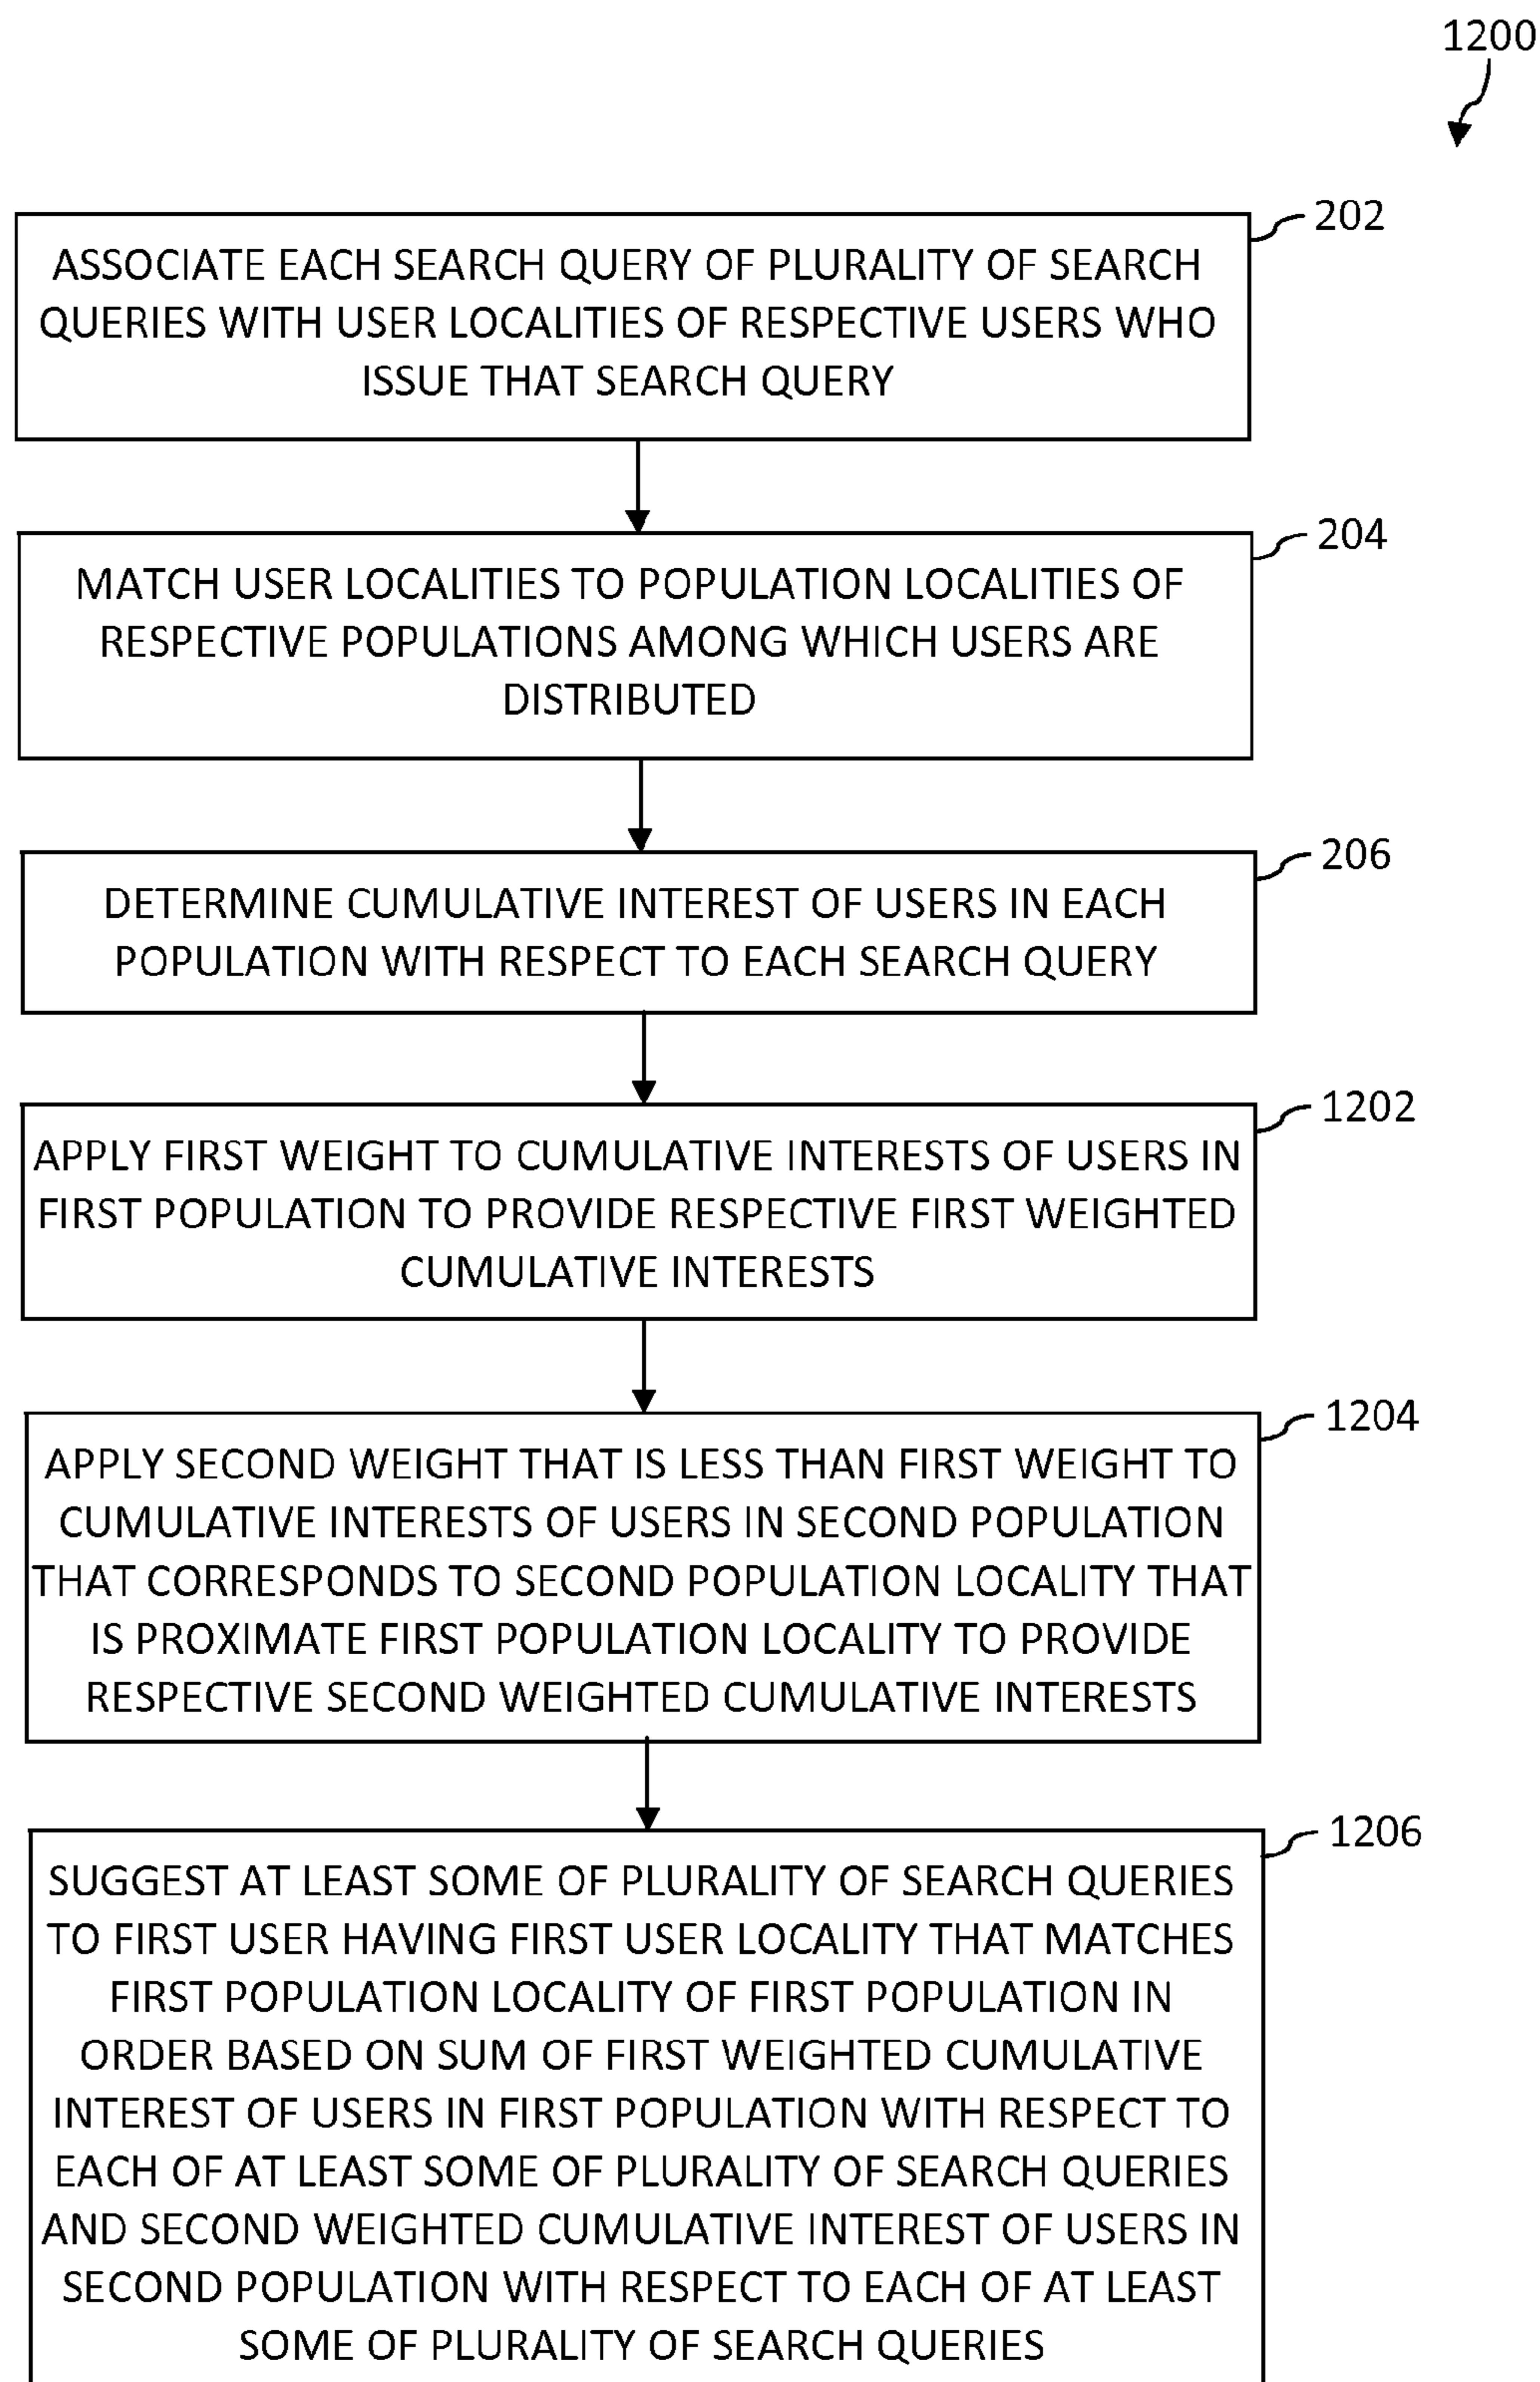 1200
202
ASSOCIATE EACH SEARCH QUERY OF PLURALITY OF SEARCH
QUERIES WITH USER LOCALITIES OF RESPECTIVE USERS WHO
ISSUE THAT SEARCH QUERY
204
MATCH USER LOCALITIES TO POPULATION LOCALITIES OF
RESPECTIVE POPULATIONS AMONG WHICH USERS ARE
DISTRIBUTED
206
DETERMINE CUMULATIVE INTEREST OF USERS IN EACH
POPULATION WITH RESPECT TO EACH SEARCH QUERY
1202
APPLY FIRST WEIGHT TO CUMULATIVE INTERESTS OF USERS IN
FIRST POPULATION TO PROVIDE RESPECTIVE FIRST WEIGHTED
CUMULATIVE INTERESTS
1204
APPLY SECOND WEIGHT THAT IS LESS THAN FIRST WEIGHT TO
CUMULATIVE INTERESTS OF USERS IN SECOND POPULATION
THAT CORRESPONDS TO SECOND POPULATION LOCALITY THAT
IS PROXIMATE FIRST POPULATION LOCALITY TO PROVIDE
RESPECTIVE SECOND WEIGHTED CUMULATIVE INTERESTS
1206
SUGGEST AT LEAST SOME OF PLURALITY OF SEARCH QUERIES
TO FIRST USER HAVING FIRST USER LOCALITY THAT MATCHES
FIRST POPULATION LOCALITY OF FIRST POPULATION IN
ORDER BASED ON SUM OF FIRST WEIGHTED CUMULATIVE
INTEREST OF USERS IN FIRST POPULATION WITH RESPECT TO
EACH OF AT LEAST SOME OF PLURALITY OF SEARCH QUERIES
AND SECOND WEIGHTED CUMULATIVE INTEREST OF USERS IN
SECOND POPULATION WITH RESPECT TO EACH OF AT LEAST
SOME OF PLURALITY OF SEARCH QUERIES